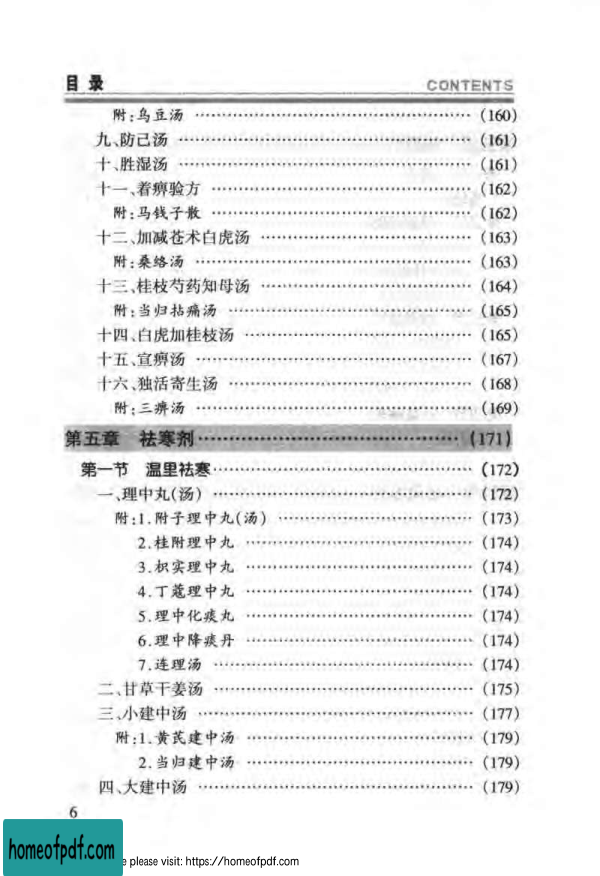 目 录 CONTENTS
附:乌豆汤 …………………………………… (160)
九、防己汤 …………………………………… (161)
十、胜湿汤 …………………………………… (161)
十一、着痹验方 …………………………………… (162)
附:马钱子散 …………………………………… (162)
十二、加减苍术白虎汤 …………………………………… (163)
附:桑络汤 …………………………………… (163)
十三、桂枝芍药知母汤 …………………………………… (164)
附:当归拈痛汤 …………………………………… (165)
十四、白虎加桂枝汤 …………………………………… (165)
十五、宣痹汤 …………………………………… (167)
十六、独活寄生汤 …………………………………… (168)
附:三痹汤 …………………………………… (169)
第五章 祛寒剂 …………………………………… (171)
第一节 温里祛寒 …………………………………… (172)
一、理中丸(汤) …………………………………… (172)
附:1.附子理中丸(汤) …………………………………… (173)
2.桂附理中丸 …………………………………… (174)
3.枳实理中丸 …………………………………… (174)
4.丁蔻理中丸 …………………………………… (174)
5.理中化痰丸 …………………………………… (174)
6.理中降痰丹 …………………………………… (174)
7.连理汤 …………………………………… (174)
二、甘草干姜汤 …………………………………… (175)
三、小建中汤 …………………………………… (177)
附:1.黄芪建中汤 …………………………………… (179)
2.当归建中汤 …………………………………… (179)
四、大建中汤 …………………………………… (179)
6
homeofpdf.com
e please visit: https://homeofpdf.com